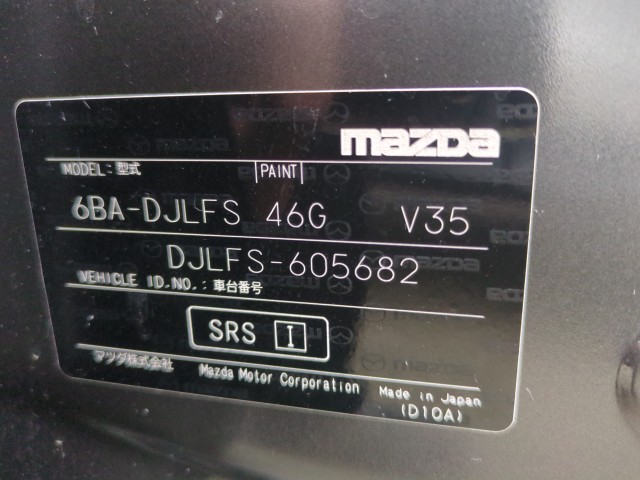 mazDa
MODEL:型式 PAINT
6BA-DJLFS 46G V35
DJLFS-605682
VEHICLE ID.NO.:車台番号
SRS I
マツダ株式会社 Mazda Motor Corporation Made in Japan
(D10A)